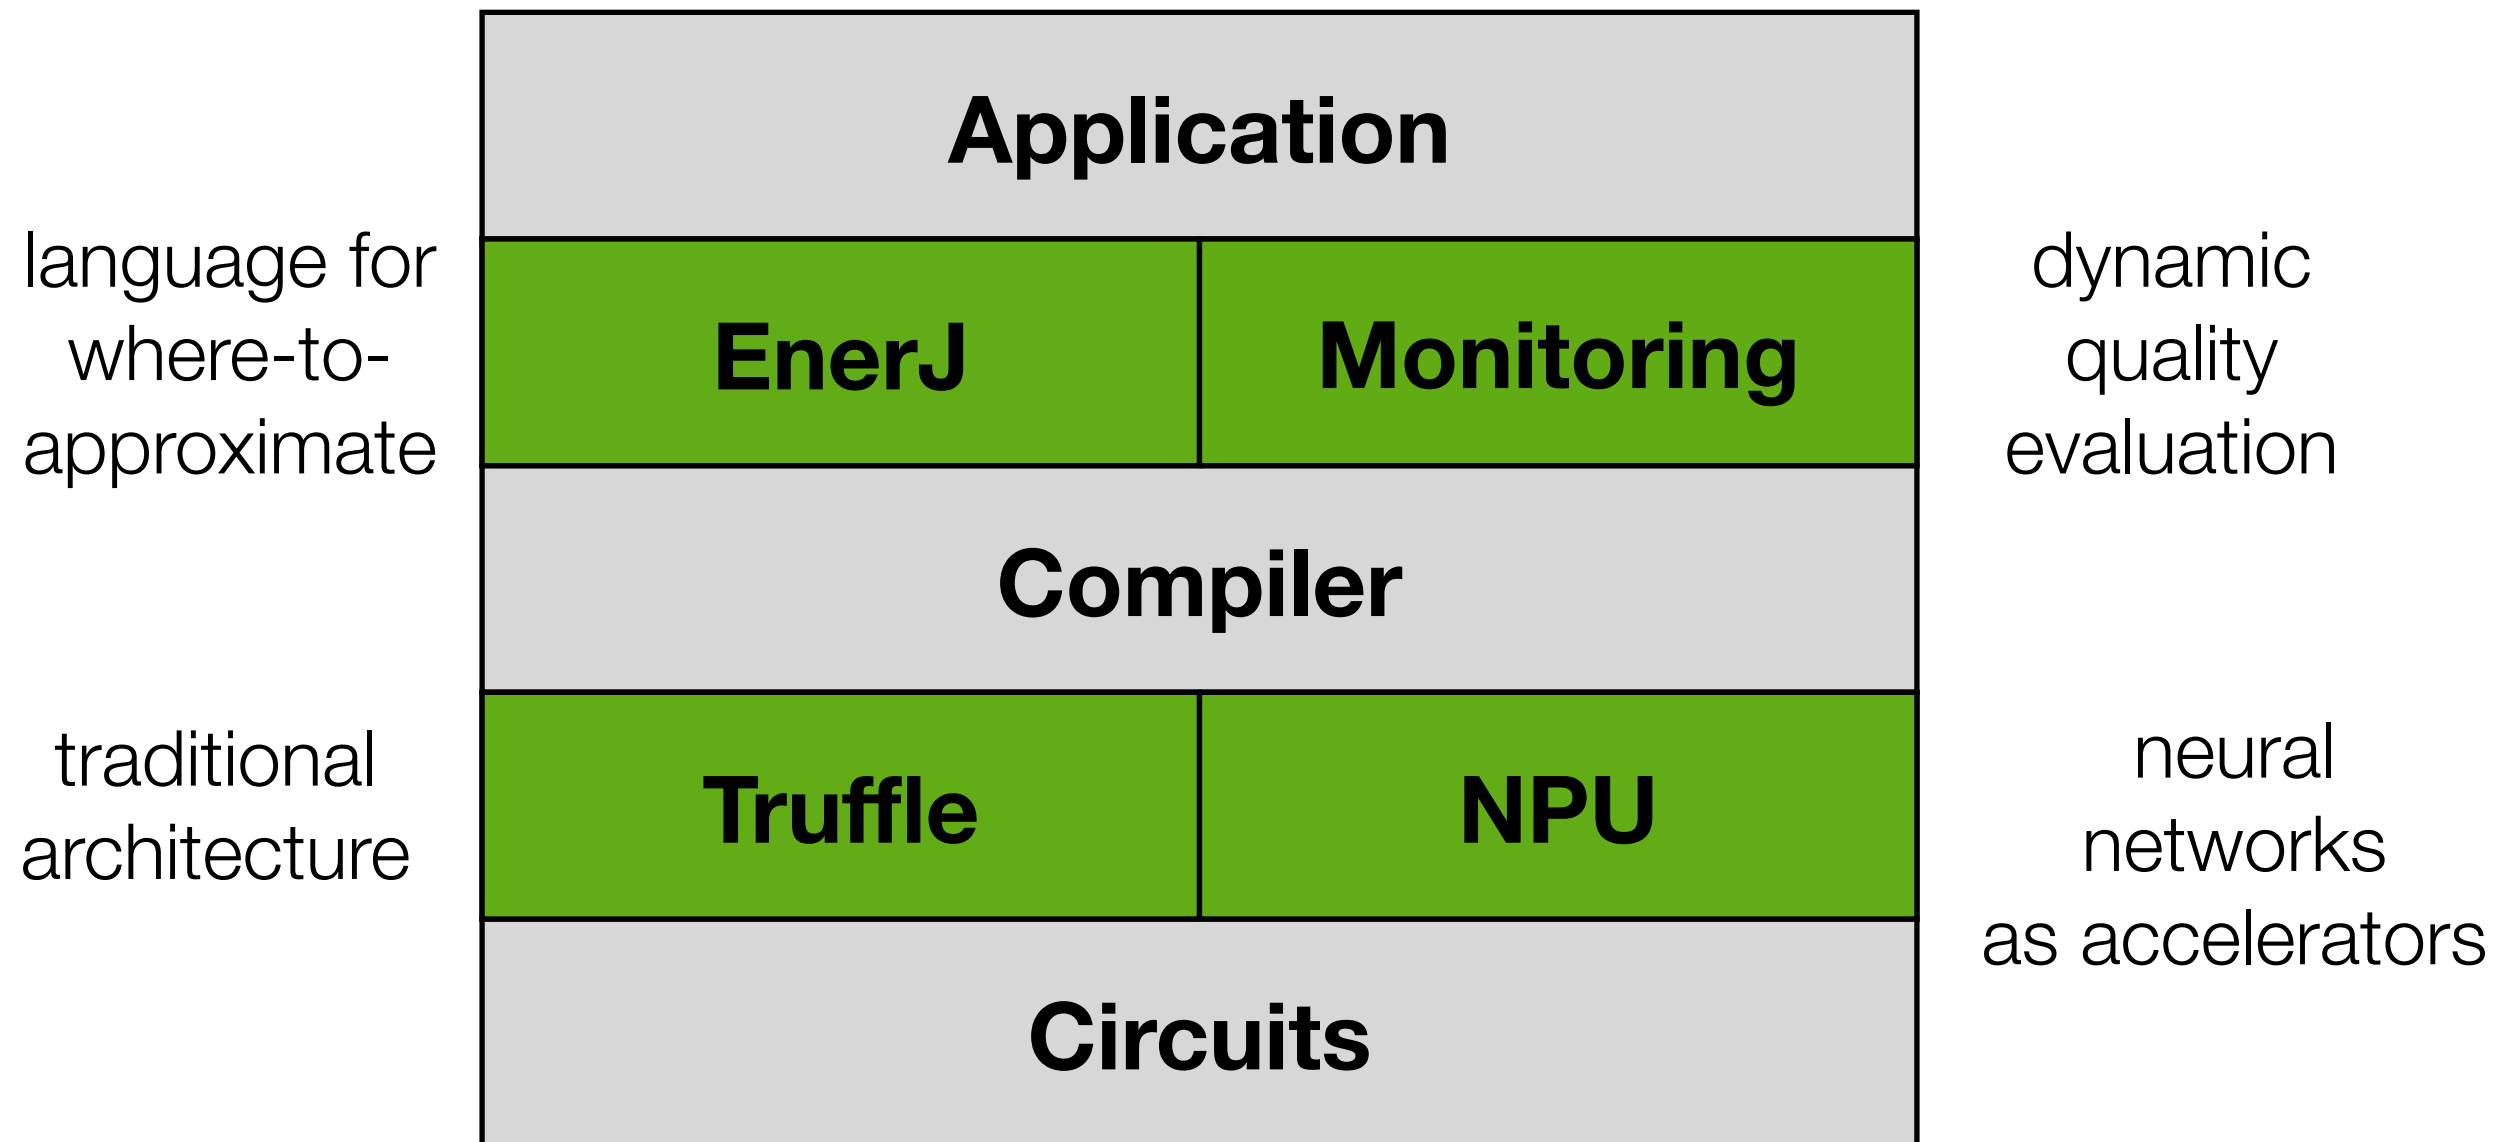 Application
language for
where-to-
approximate
EnerJ
Monitoring
dynamic
quality
evaluation
Compiler
traditional
architecture
Truffle
NPU
neural
networks
as accelerators
Circuits